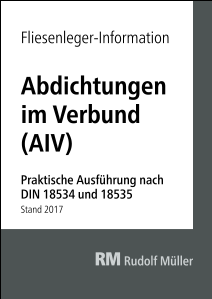 Fliesenleger-Information
Abdichtungen
im Verbund
(AIV)
Praktische Ausführung nach
DIN 18534 und 18535
Stand 2017
RM Rudolf Müller